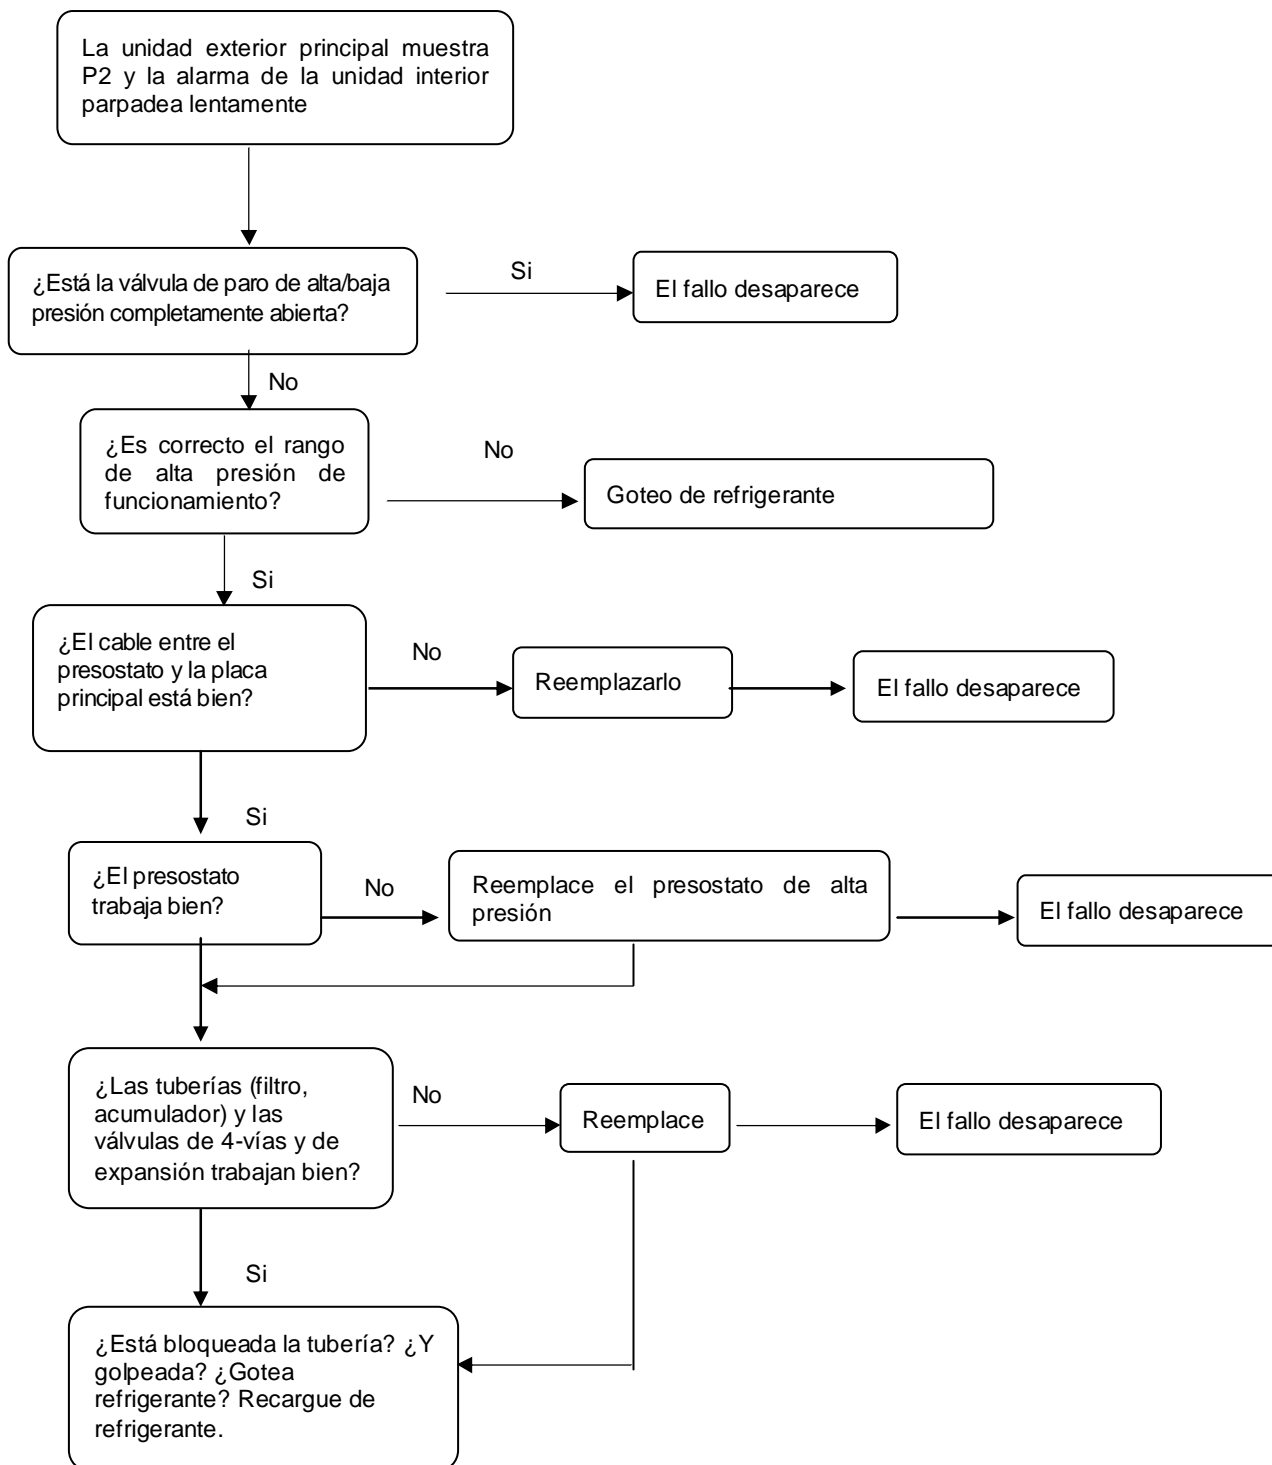 La unidad exterior principal muestra
P2 y la alarma de la unidad interior
parpadea lentamente
¿Está la válvula de paro de alta/baja
presión completamente abierta?
Si
El fallo desaparece
No
¿Es correcto el rango
de alta presión de
funcionamiento?
No
Goteo de refrigerante
Si
¿El cable entre el
presostato y la placa
principal está bien?
No
Reemplazarlo
El fallo desaparece
Si
¿El presostato
trabaja bien?
No
Reemplace el presostato de alta
presión
El fallo desaparece
¿Las tuberías (filtro,
acumulador) y las
válvulas de 4-vías y de
expansión trabajan bien?
No
Reemplace
El fallo desaparece
Si
¿Está bloqueada la tubería? ¿Y
golpeada? ¿Gotea
refrigerante? Recargue de
refrigerante.